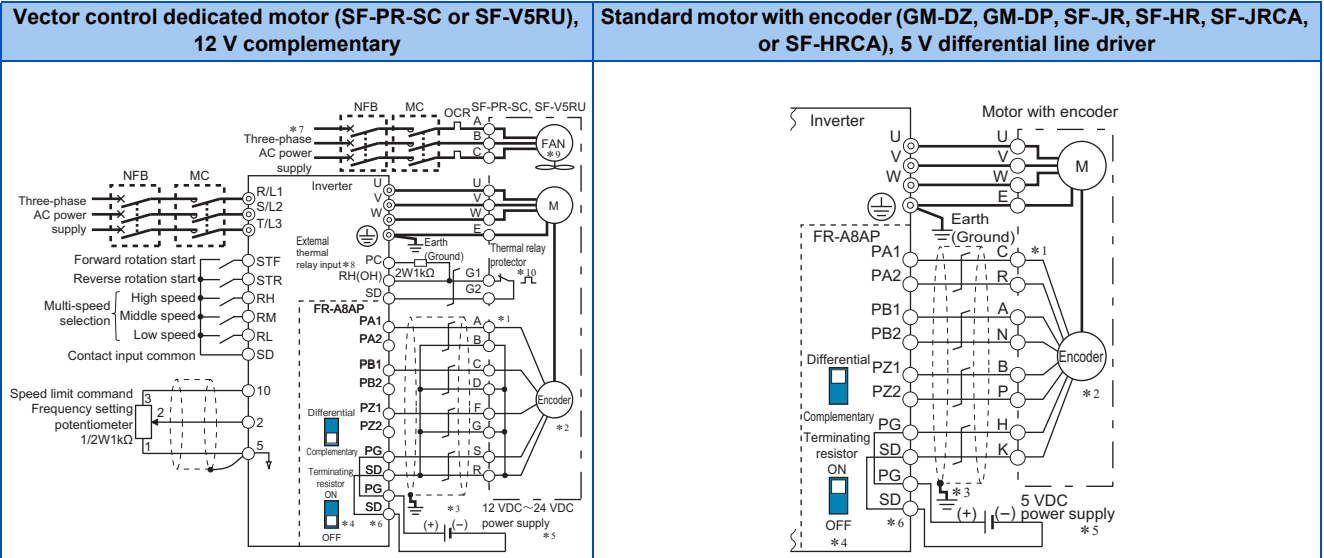 Vector control dedicated motor (SF-PR-SC or SF-V5RU),
12 V complementary
NFB
MC
OCR
SF-PR-SC, SF-V5RU
*7
Three-phase
AC power
supply
A
B
C
FAN
*9
NFB
MC
Three-phase
AC power
supply
R/L1
S/L2
T/L3
Inverter
U
V
W
U
V
W
E
M
Earth
(Ground)
External
thermal
relay input *8
PC
RH(OH)
SD
2W1kΩ
G1
G2
Thermal relay
protector
*10
Forward rotation start
STF
Reverse rotation start
STR
Multi-speed
selection
High speed
RH
Middle speed
RM
Low speed
RL
Contact input common
SD
Speed limit command
Frequency setting
potentiometer
1/2W1kΩ
3
2
1
10
2
5
FR-A8AP
PA1
PA2
PB1
PB2
PZ1
PZ2
PG
SD
PG
SD
A
*1
B
C
D
F
G
S
R
Encoder
*2
Differential
Complementary
Terminating
resistor
ON
OFF
*4
*6
*3
(+)
(−)
12 VDC～24 VDC
power supply
*5
Standard motor with encoder (GM-DZ, GM-DP, SF-JR, SF-HR, SF-JRCA,
or SF-HRCA), 5 V differential line driver
Inverter
Motor with encoder
U
V
W
U
V
W
E
M
Earth
(Ground)
FR-A8AP
PA1
PA2
PB1
PB2
PZ1
PZ2
PG
SD
PG
SD
C
*1
R
A
N
B
P
H
K
Encoder
*2
Differential
Complementary
Terminating
resistor
ON
OFF
*4
*6
*3
(+)
(−)
5 VDC
power supply
*5